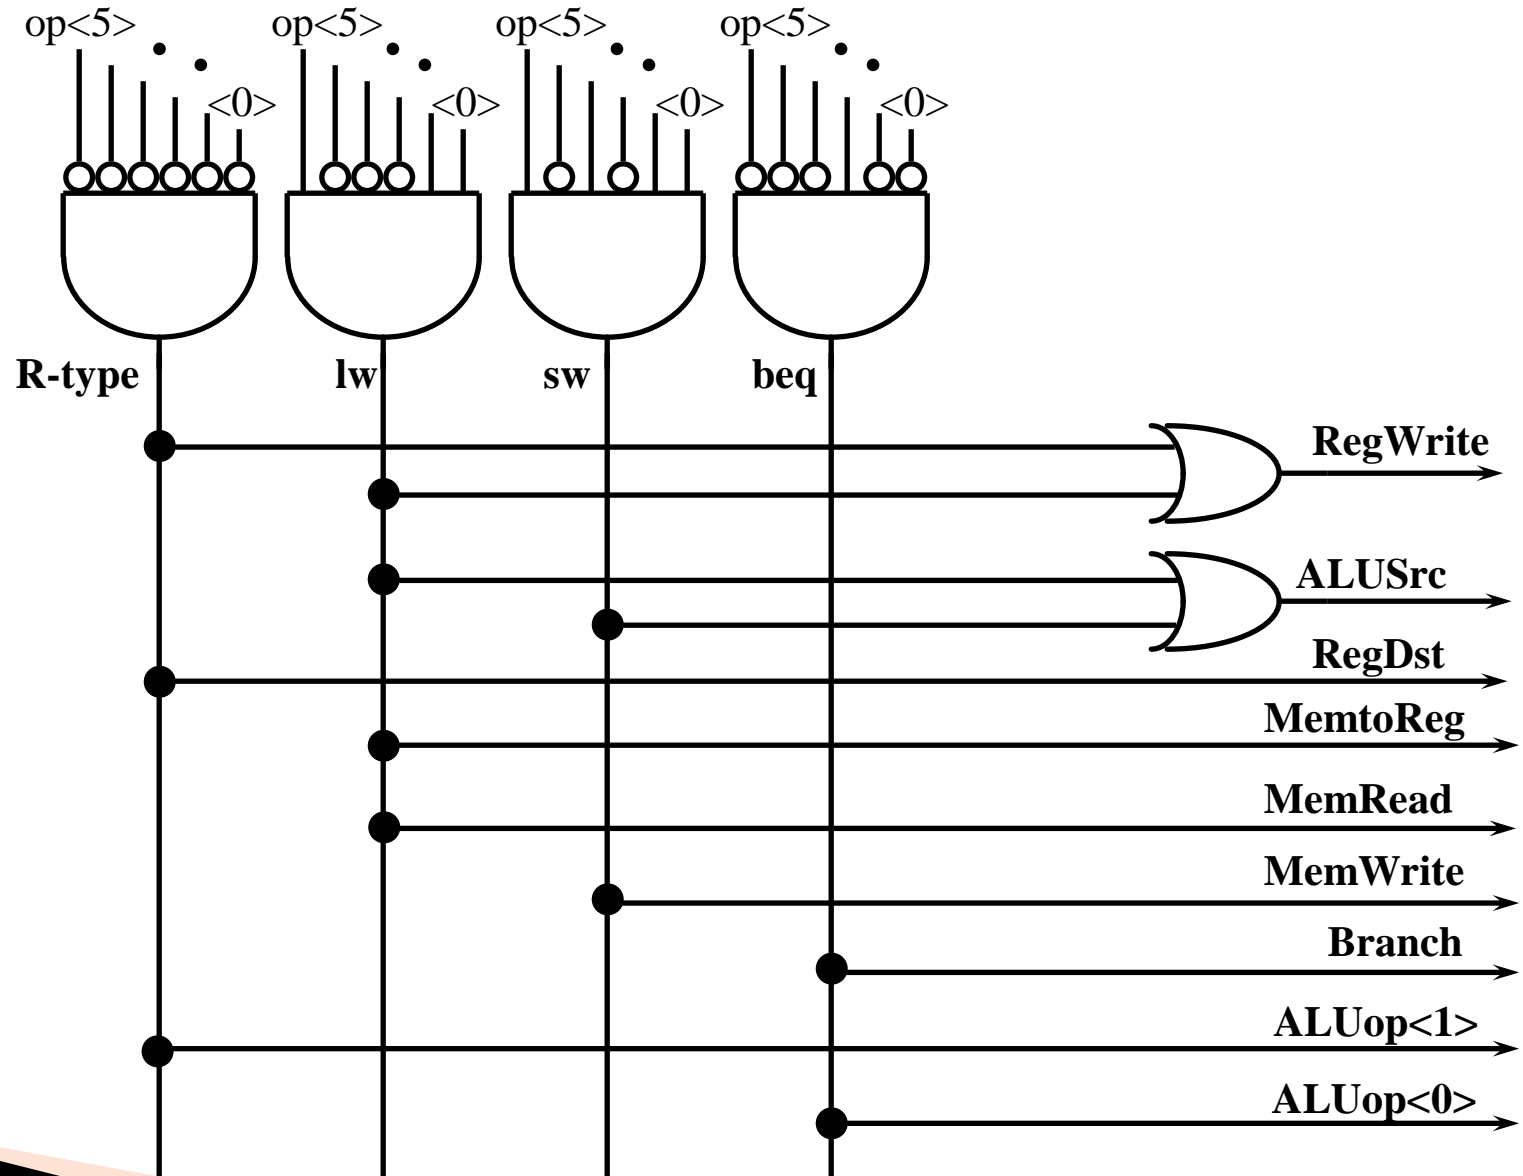 op<5> op<5> op<5> op<5>
<0> <0> <0> <0>
R-type lw sw beq
RegWrite
ALUSrc
RegDst
MemtoReg
MemRead
MemWrite
Branch
ALUop<1>
ALUop<0>